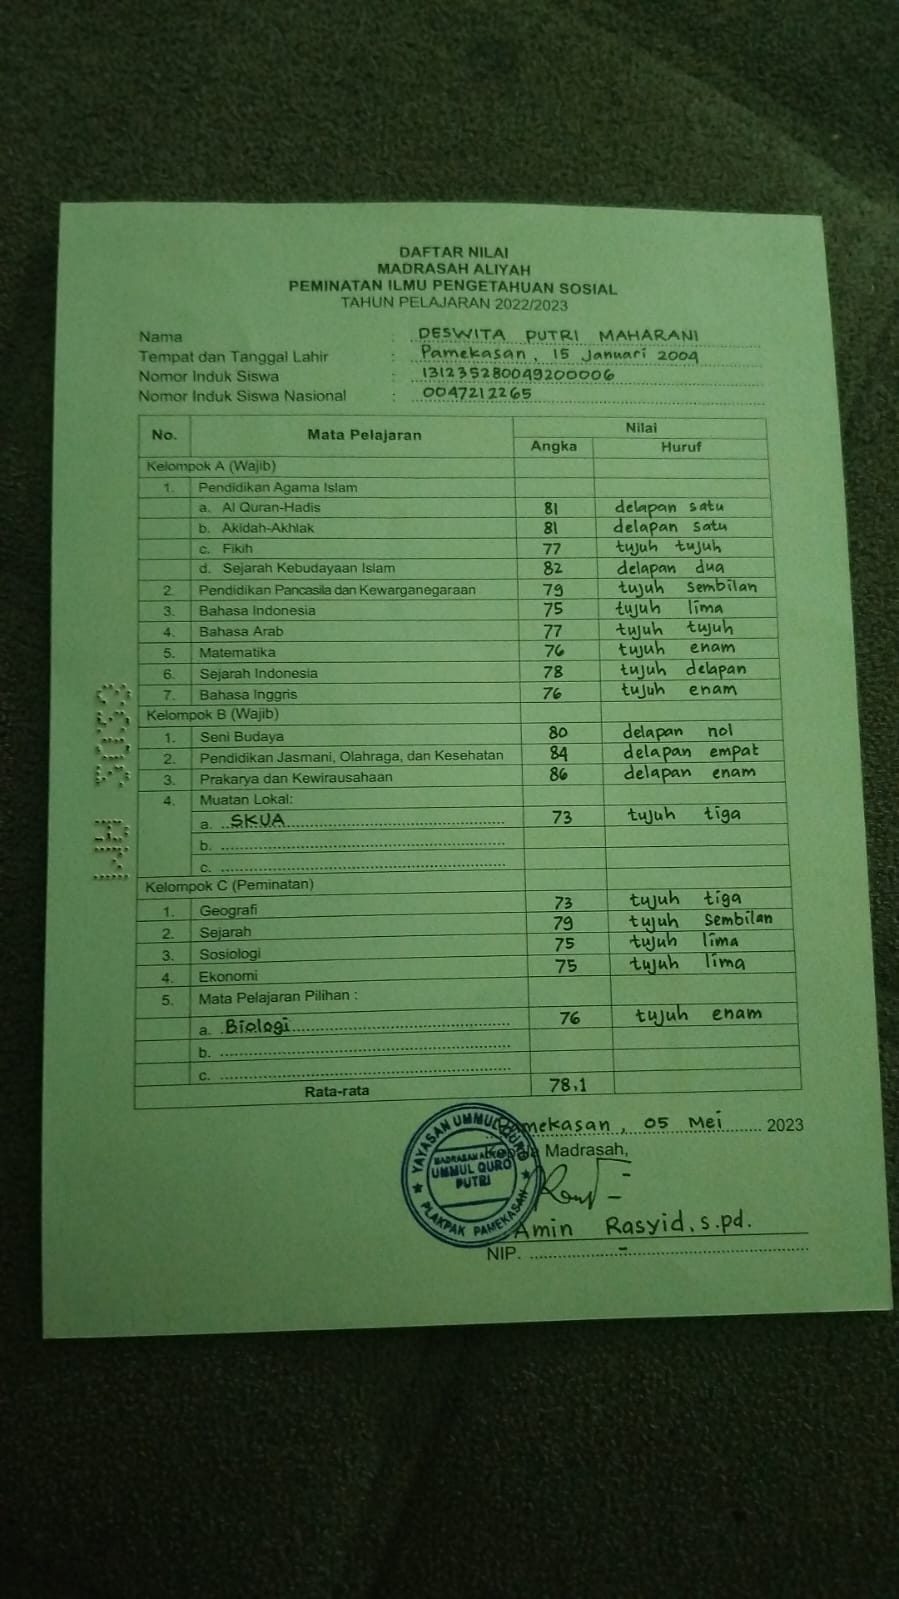 DAFTAR NILAI
MADRASAH ALIYAH
PEMINATAN ILMU PENGETAHUAN SOSIAL
TAHUN PELAJARAN 2022/2023
Nama : DESWITA PUTRI MAHARANI
Tempat dan Tanggal Lahir : Pamekasan, 15 Januari 2004
Nomor Induk Siswa : 131235280049200006
Nomor Induk Siswa Nasional : 0047212265
No. Mata Pelajaran Nilai
Angka Huruf
Kelompok A (Wajib)
1. Pendidikan Agama Islam
a. Al Quran-Hadis 81 delapan satu
b. Akidah-Akhlak 81 delapan satu
c. Fikih 77 tujuh tujuh
d. Sejarah Kebudayaan Islam 82 delapan dua
2. Pendidikan Pancasila dan Kewarganegaraan 79 tujuh sembilan
3. Bahasa Indonesia 75 tujuh lima
4. Bahasa Arab 77 tujuh tujuh
5. Matematika 76 tujuh enam
6. Sejarah Indonesia 78 tujuh delapan
7. Bahasa Inggris 76 tujuh enam
Kelompok B (Wajib)
1. Seni Budaya 80 delapan nol
2. Pendidikan Jasmani, Olahraga, dan Kesehatan 84 delapan empat
3. Prakarya dan Kewirausahaan 86 delapan enam
4. Muatan Lokal:
a. SKUA 73 tujuh tiga
b.
c.
Kelompok C (Peminatan)
1. Geografi 73 tujuh tiga
2. Sejarah 79 tujuh sembilan
3. Sosiologi 75 tujuh lima
4. Ekonomi 75 tujuh lima
5. Mata Pelajaran Pilihan :
a. Biologi 76 tujuh enam
b.
c.
Rata-rata 78,1
Pamekasan, 05 Mei 2023
Kepala Madrasah,
YAYASAN UMMUL QURO
MADRASAH ALIYAH
UMMUL QURO
PUTRI
PLAKPAK PAMEKASAN
Amin Rasyid, s.pd.
NIP. -